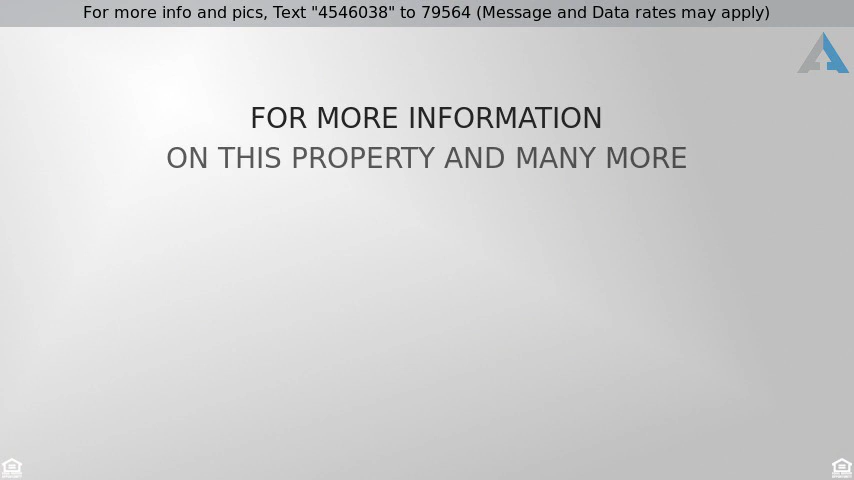 For more info and pics, Text "4546038" to 79564 (Message and Data rates may apply)
FOR MORE INFORMATION
ON THIS PROPERTY AND MANY MORE